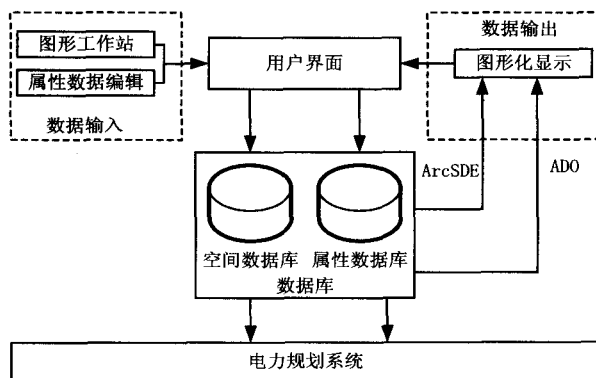 图形工作站
属性数据编辑
数据输入
用户界面
数据输出
图形化显示
ArcSDE
ADO
空间数据库
属性数据库
数据库
电力规划系统